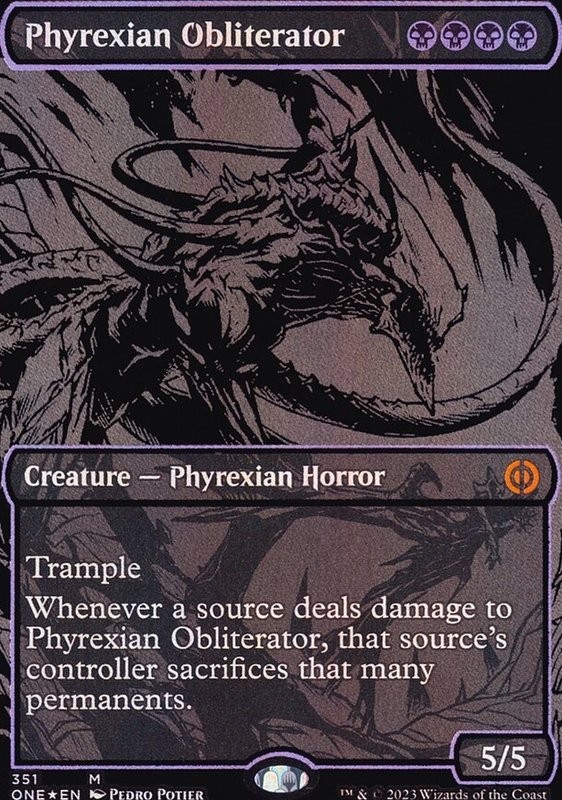 Phyrexian Obliterator
Creature — Phyrexian Horror
Trample
Whenever a source deals damage to
Phyrexian Obliterator, that source's
controller sacrifices that many
permanents.
5/5
351 M
ONE★EN Pedro Potier
™ & © 2023 Wizards of the Coast